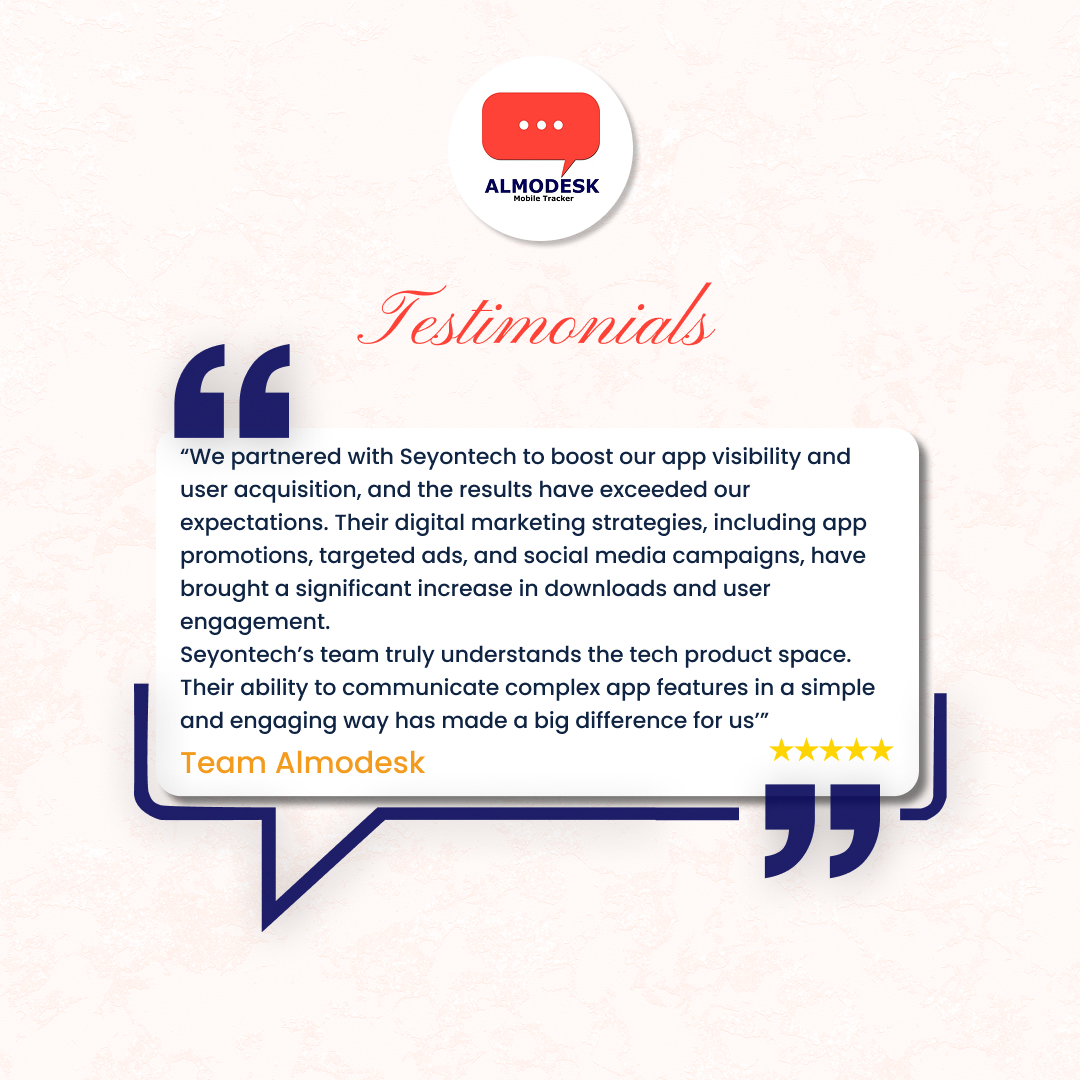 ALMODESK
Mobile Tracker
Testimonials
“We partnered with Seyontech to boost our app visibility and
user acquisition, and the results have exceeded our
expectations. Their digital marketing strategies, including app
promotions, targeted ads, and social media campaigns, have
brought a significant increase in downloads and user
engagement.
Seyontech’s team truly understands the tech product space.
Their ability to communicate complex app features in a simple
and engaging way has made a big difference for us’”
Team Almodesk